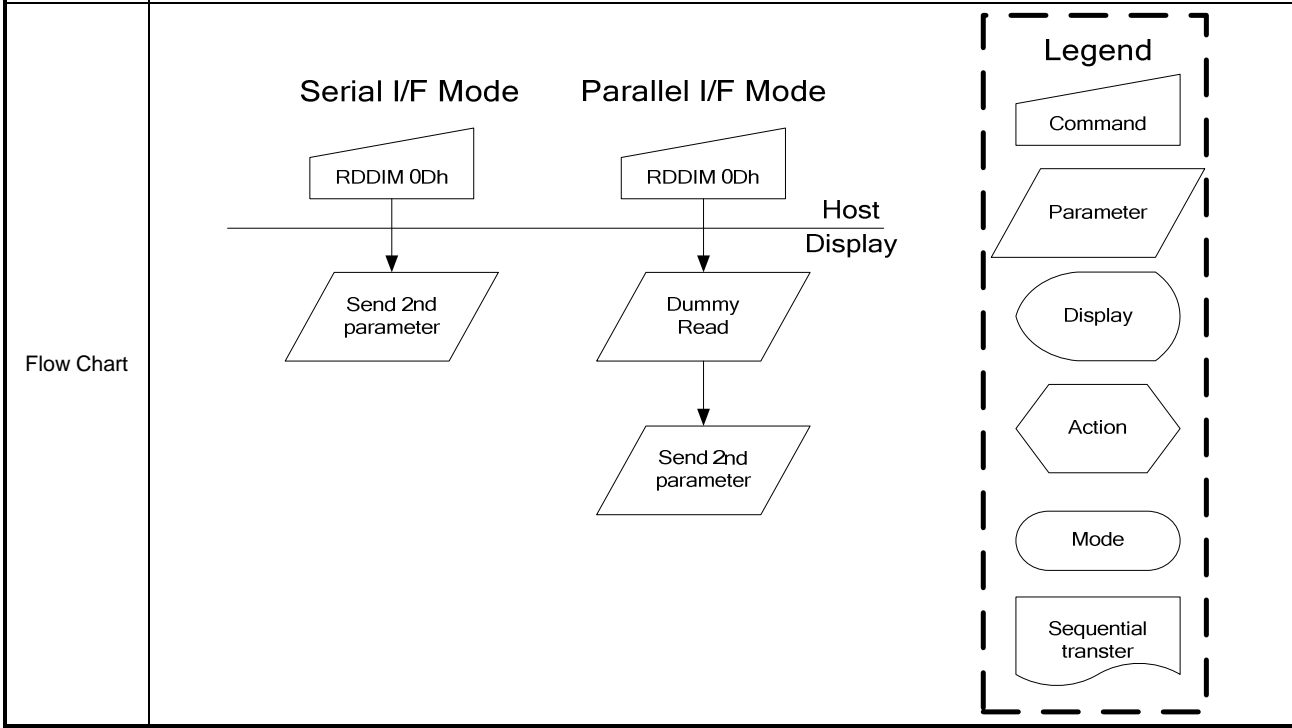 Flow Chart
Serial I/F Mode
RDDIM 0Dh
Send 2nd
parameter
Parallel I/F Mode
RDDIM 0Dh
Host
Display
Dummy
Read
Send 2nd
parameter
Legend
Command
Parameter
Display
Action
Mode
Sequential
transter